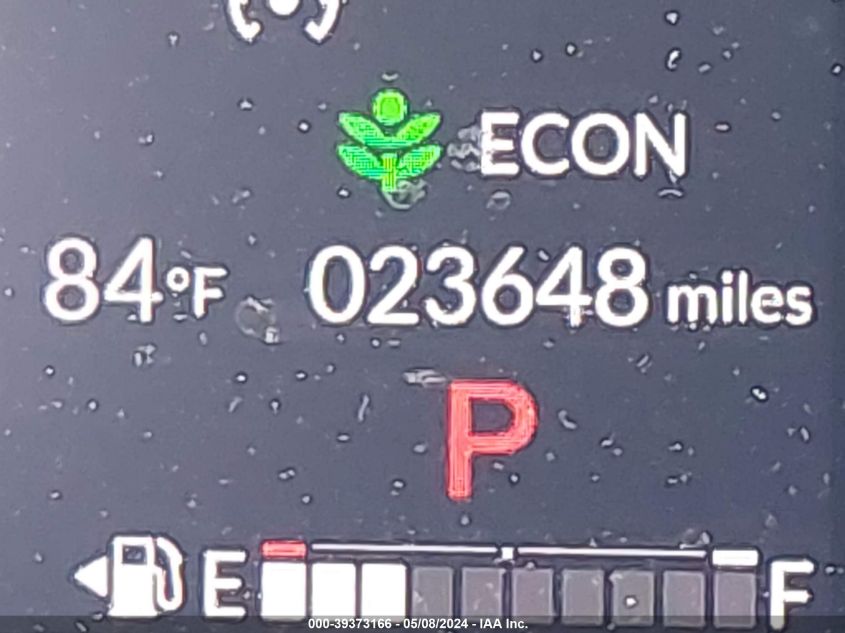 ECON
84°F 023648 miles
P
E F
000-39373166 - 05/08/2024 - IAA Inc.